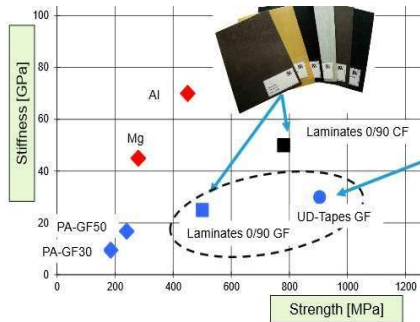 Stiffness [GPa]
100
80
60
40
20
0
Al
Mg
Laminates 0/90 CF
PA-GF50
PA-GF30
Laminates 0/90 GF
UD-Tapes GF
0
200
400
600
800
1000
1200
Strength [MPa]